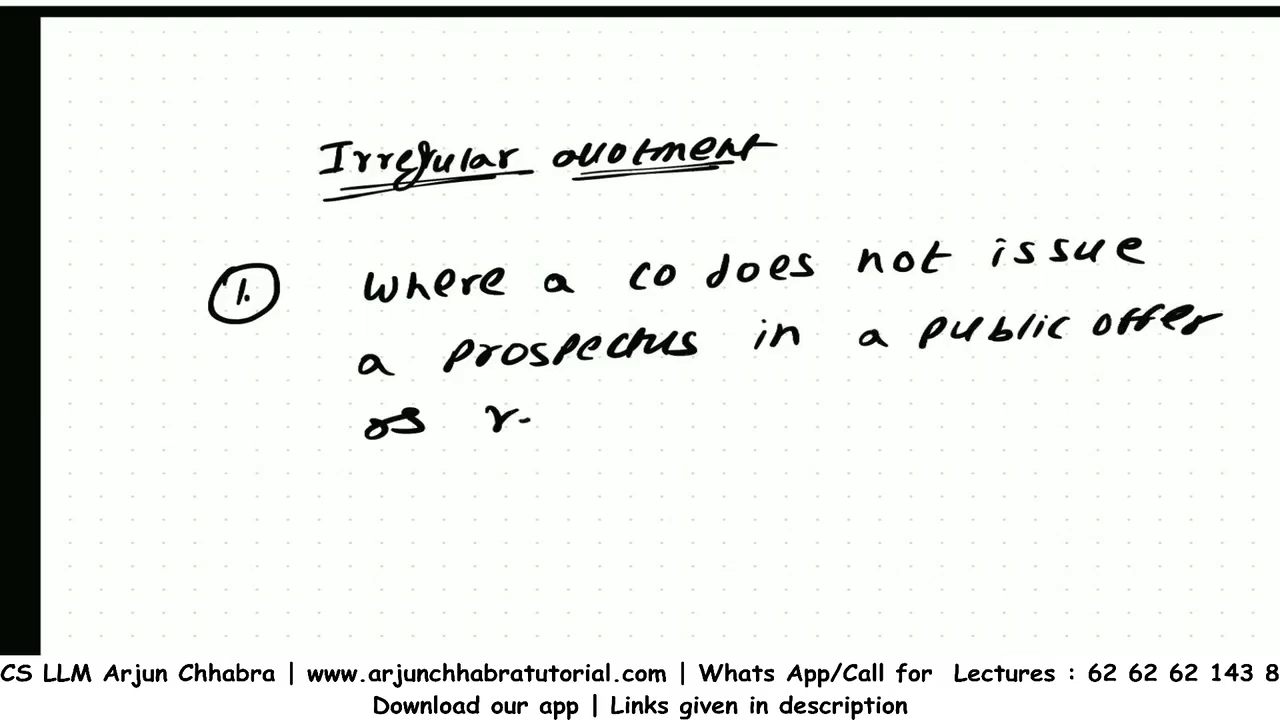 Irregular allotment
1. Where a co does not issue
a prospectus in a public offer
as r
CS LLM Arjun Chhabra | www.arjunchhabratutorial.com | Whats App/Call for Lectures : 62 62 62 143 8
Download our app | Links given in description